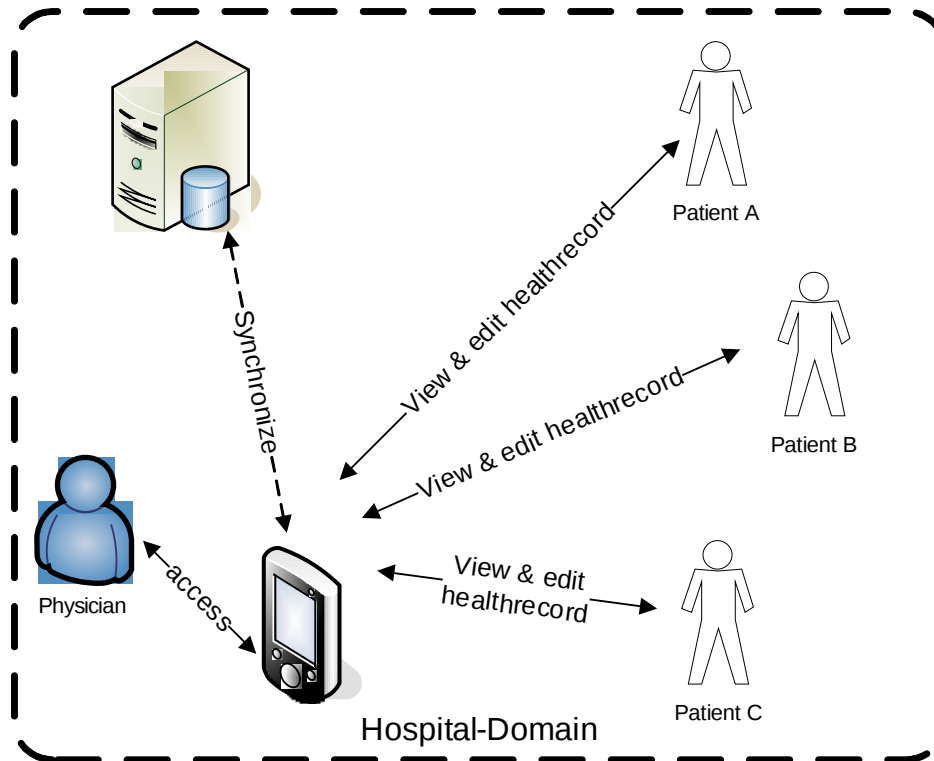 Patient A
View & edit healthrecord
Synchronize
View & edit healthrecord
Patient B
Physician
access
View & edit
healthrecord
Patient C
Hospital-Domain